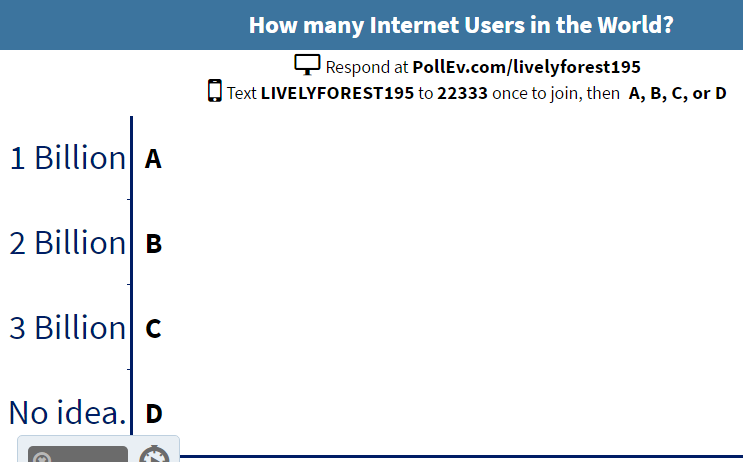 How many Internet Users in the World?
Respond at PollEv.com/livelyforest195
Text LIVELYFOREST195 to 22333 once to join, then A, B, C, or D
1 Billion A
2 Billion B
3 Billion C
No idea. D